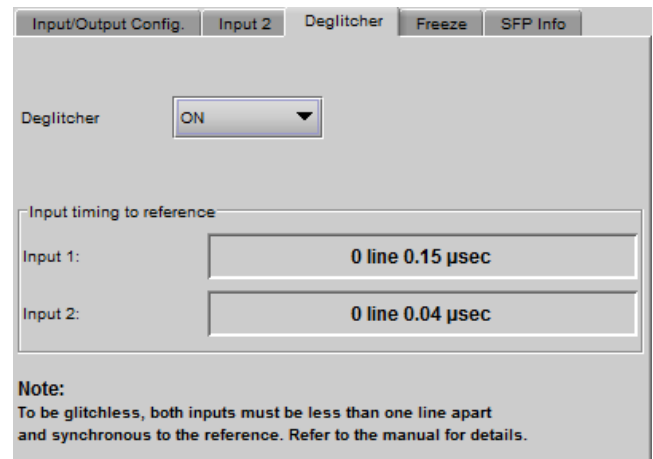 Input/Output Config. Input 2 Deglitcher Freeze SFP Info
Deglitcher ON
Input timing to reference
Input 1: 0 line 0.15 µsec
Input 2: 0 line 0.04 µsec
Note:
To be glitchless, both inputs must be less than one line apart
and synchronous to the reference. Refer to the manual for details.